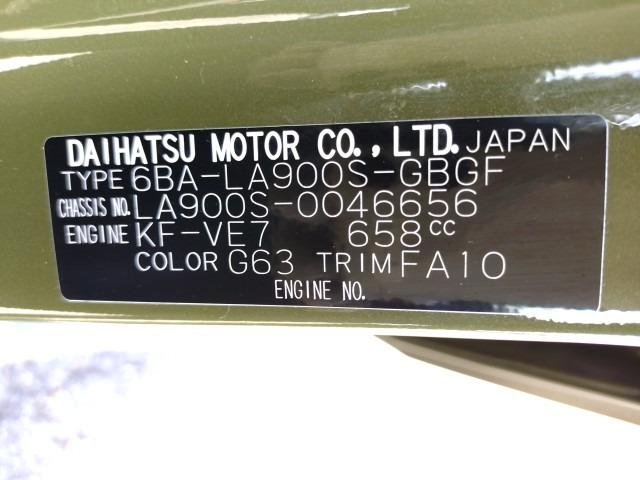 DAIHATSU MOTOR CO., LTD. JAPAN
TYPE 6BA-LA900S-GBGF
CHASSIS NO. LA900S-0046656
ENGINE KF-VE7 658cc
COLOR G63 TRIM FA10
ENGINE NO.